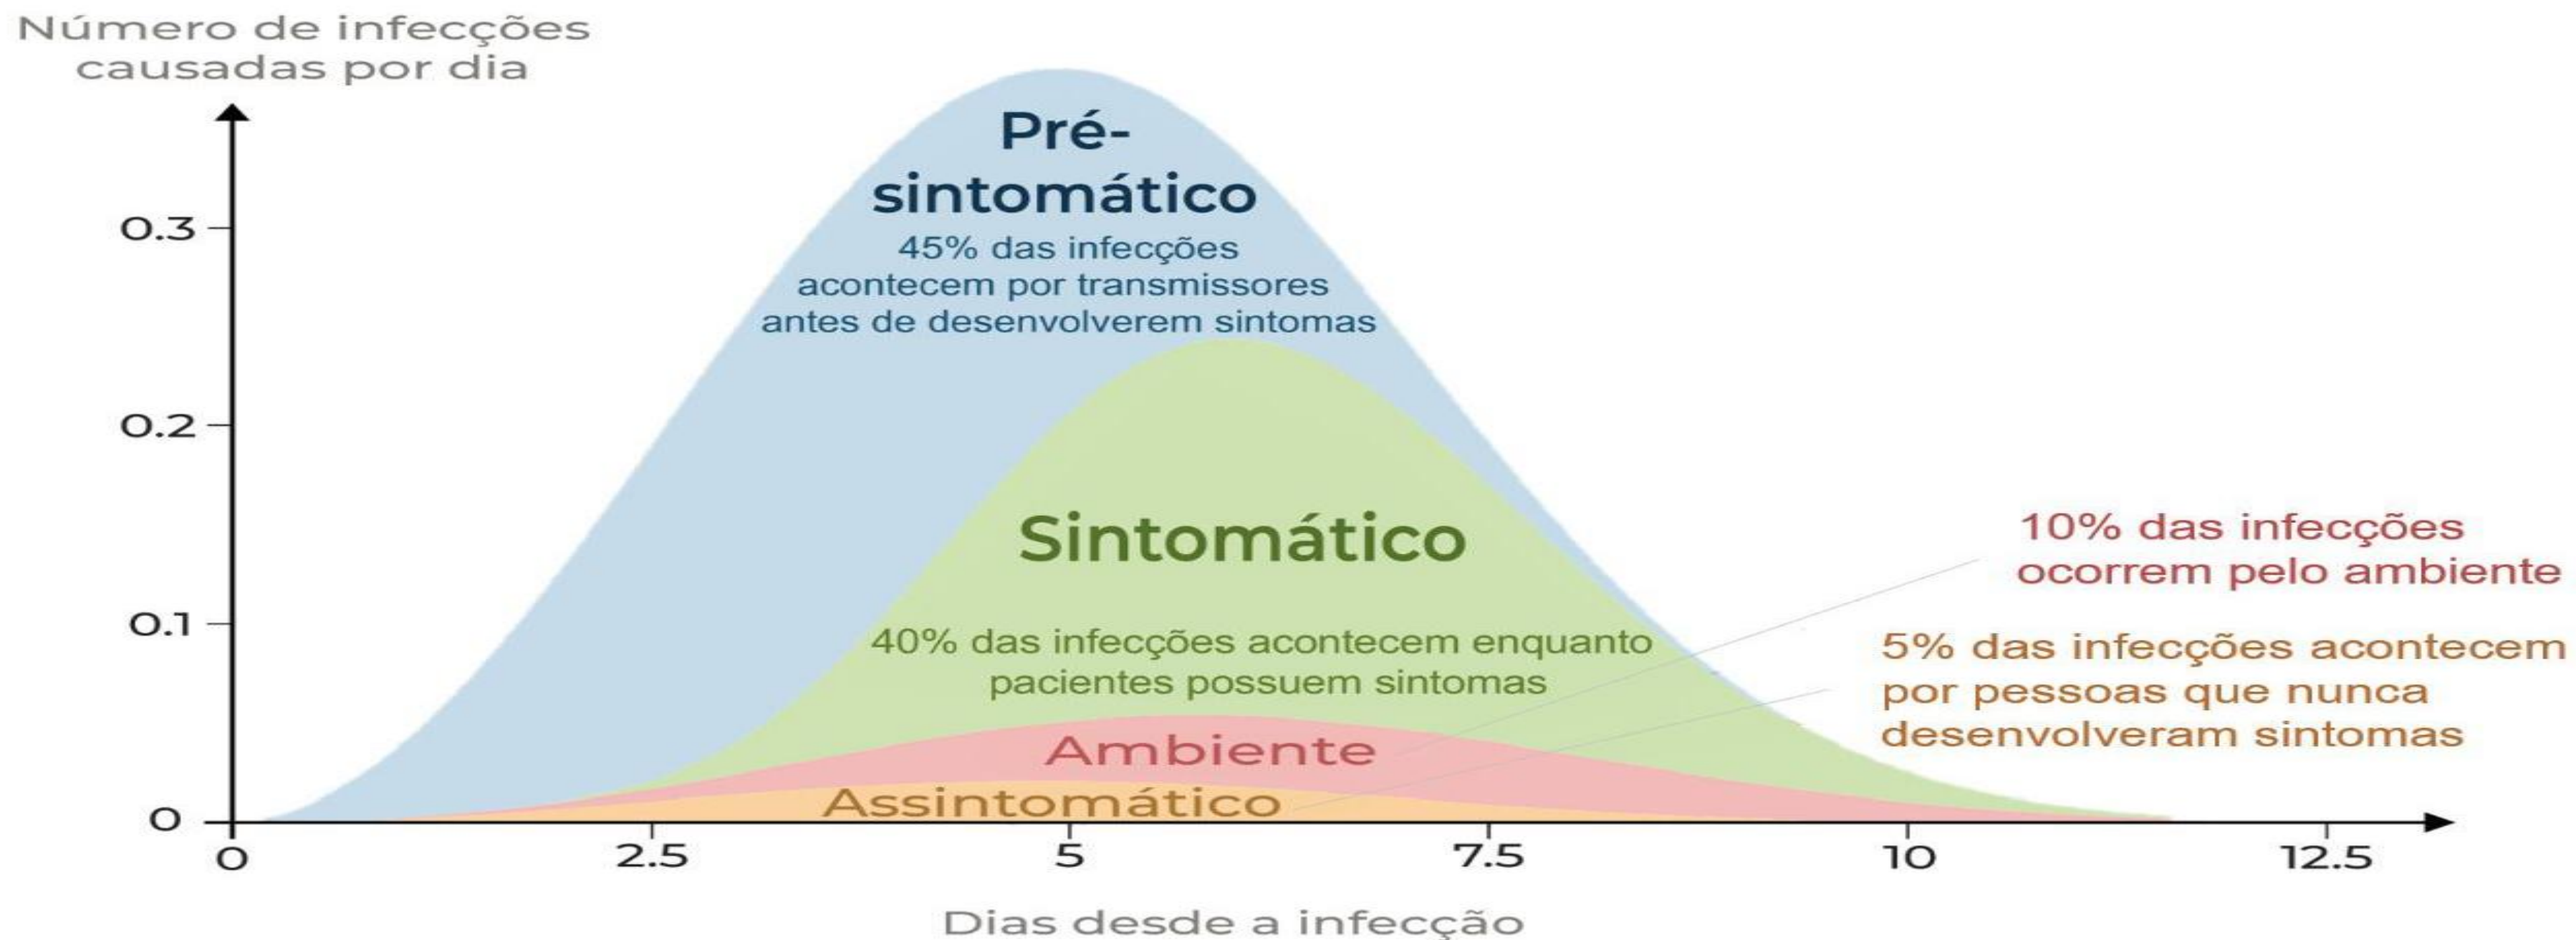 Número de infecções
causadas por dia
Pré-
sintomático
45% das infecções
acontecem por transmissores
antes de desenvolverem sintomas
Sintomático
40% das infecções acontecem enquanto
pacientes possuem sintomas
Ambiente
Assintomático
10% das infecções
ocorrem pelo ambiente
5% das infecções acontecem
por pessoas que nunca
desenvolveram sintomas
0.3
0.2
0.1
0
0
2.5
5
7.5
10
12.5
Dias desde a infecção